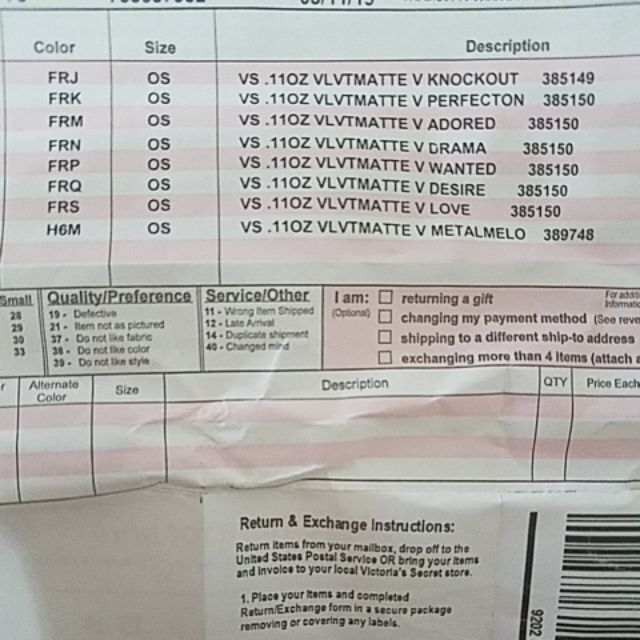 Color Size Description
FRJ OS VS .11OZ VLVTMATTE V KNOCKOUT 385149
FRK OS VS .11OZ VLVTMATTE V PERFECTON 385150
FRM OS VS .11OZ VLVTMATTE V ADORED 385150
FRN OS VS .11OZ VLVTMATTE V DRAMA 385150
FRP OS VS .11OZ VLVTMATTE V WANTED 385150
FRQ OS VS .11OZ VLVTMATTE V DESIRE 385150
FRS OS VS .11OZ VLVTMATTE V LOVE 385150
H6M OS VS .11OZ VLVTMATTE V METALMELO 389748
Small
28
29
30
33
Quality/Preference
19 - Defective
21 - Item not as pictured
37 - Do not like fabric
38 - Do not like color
39 - Do not like style
Service/Other
11 - Wrong Item Shipped
12 - Late Arrival
14 - Duplicate shipment
40 - Changed mind
I am:
(Optional)
returning a gift
changing my payment method (See reve
shipping to a different ship-to address
exchanging more than 4 items (attach a
For additi
Informatio
r Alternate Color Size Description QTY Price Each
Return & Exchange Instructions:
Return items from your mailbox, drop off to the
United States Postal Service OR bring your items
and invoice to your local Victoria's Secret store.
1. Place your items and completed
Return/Exchange form in a secure package
removing or covering any labels.
9202